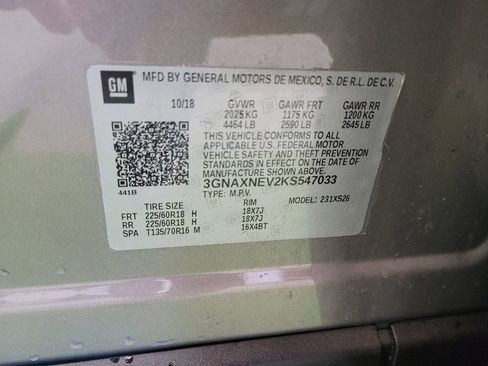 GM MFD BY GENERAL MOTORS DE MEXICO, S. DE R.L. DE C.V.
10/18 GVWR GAWR FRT GAWR RR
2025 KG 1175 KG 1200 KG
4464 LB 2590 LB 2645 LB
THIS VEHICLE CONFORMS TO ALL
APPLICABLE U.S. FEDERAL MOTOR
VEHICLE SAFETY AND THEFT PREVENTION
STANDARDS IN EFFECT ON THE DATE OF
MANUFACTURE SHOWN ABOVE.
3GNAXNEV2KS547033
441B TYPE: M.P.V.
TIRE SIZE RIM MODEL: 231XS26
FRT 225/60R18 H 18X7J
RR 225/60R18 H 18X7J
SPA T135/70R16 M 16X4BT